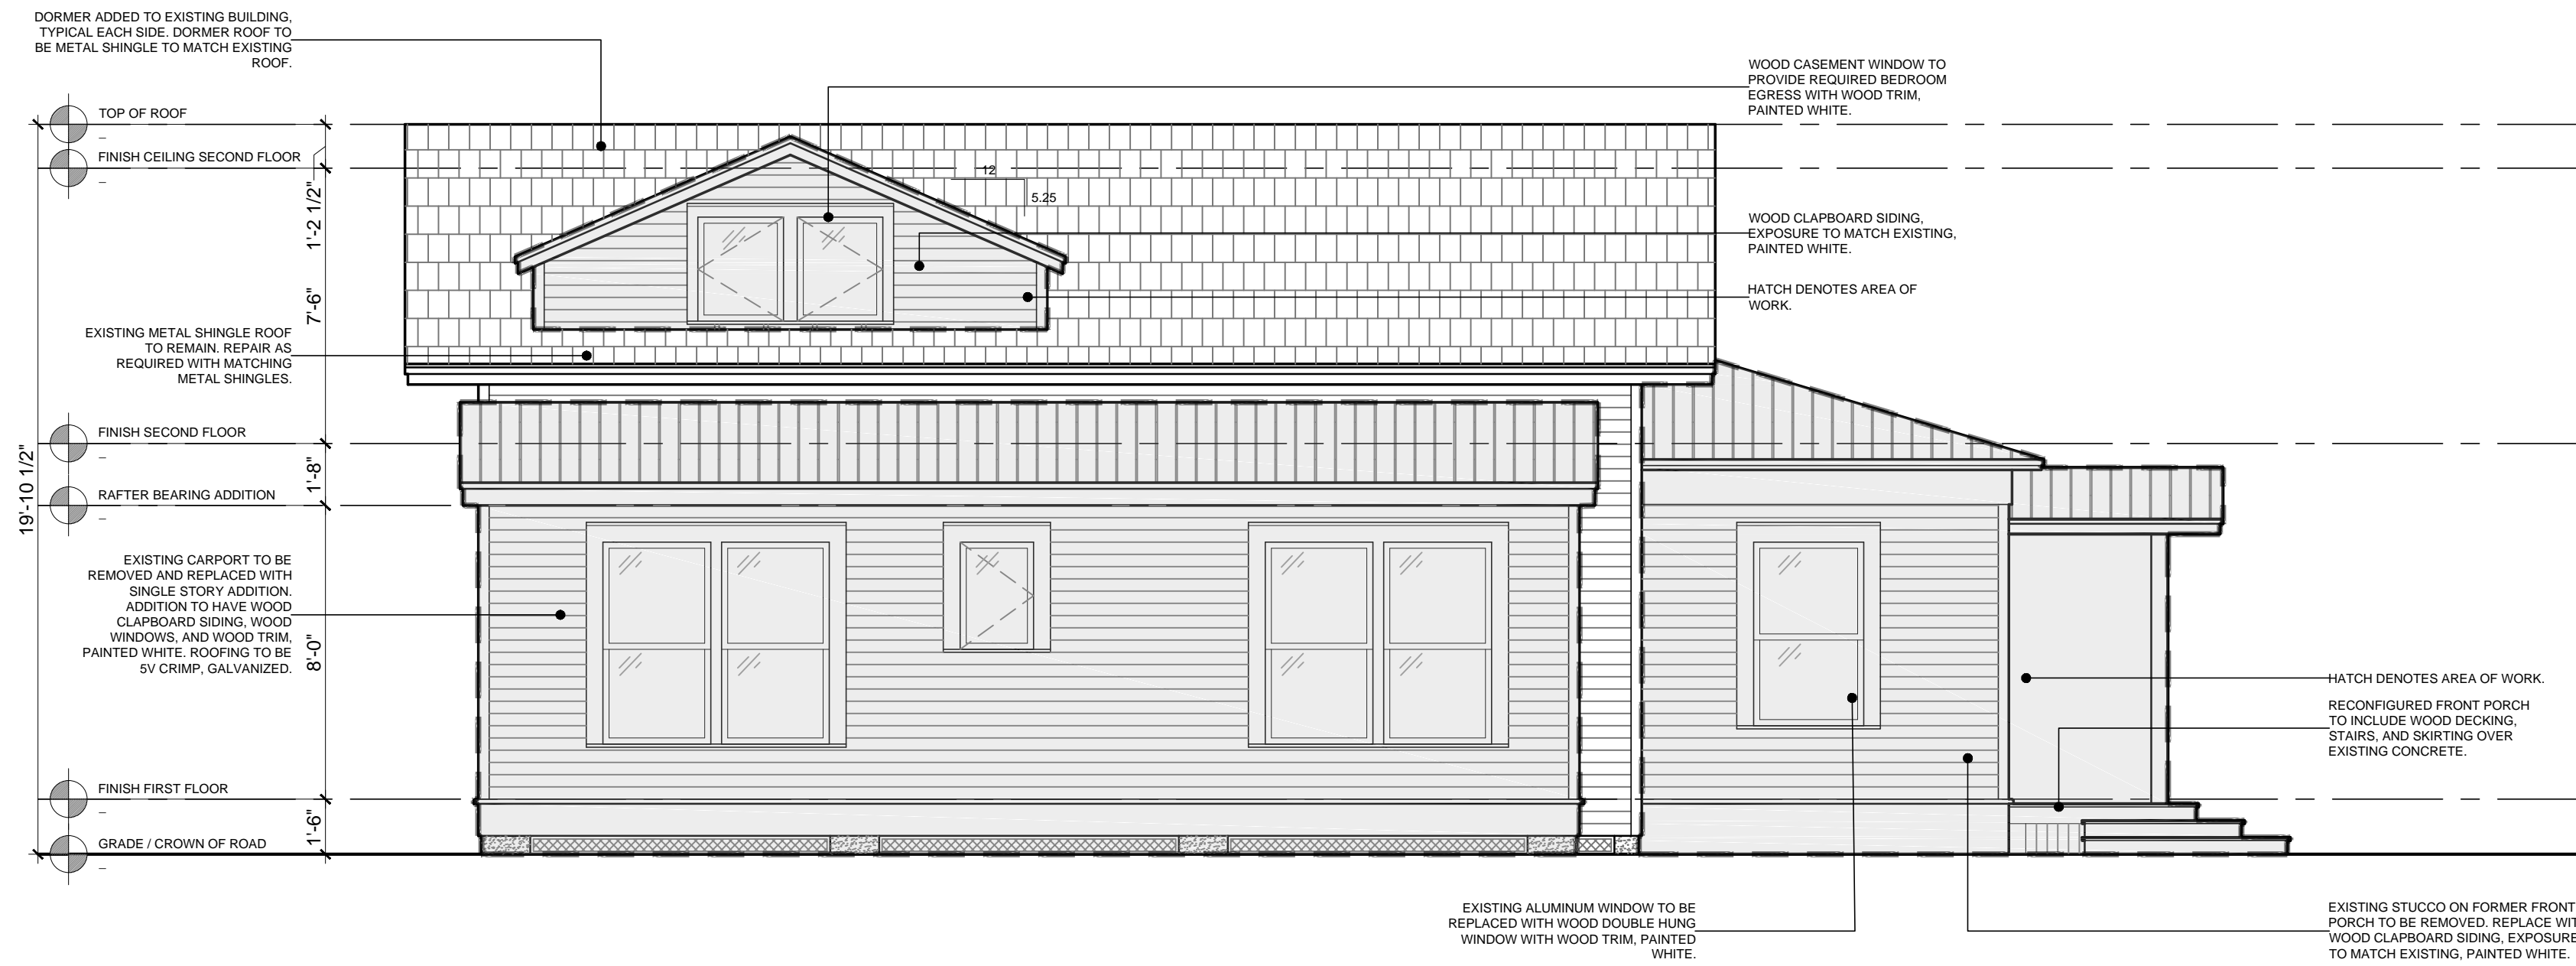 DORMER ADDED TO EXISTING BUILDING,
TYPICAL EACH SIDE. DORMER ROOF TO
BE METAL SHINGLE TO MATCH EXISTING
ROOF.
WOOD CASEMENT WINDOW TO
PROVIDE REQUIRED BEDROOM
EGRESS WITH WOOD TRIM,
PAINTED WHITE.
TOP OF ROOF
FINISH CEILING SECOND FLOOR
12
5.25
1'-2 1/2"
WOOD CLAPBOARD SIDING,
EXPOSURE TO MATCH EXISTING,
PAINTED WHITE.
HATCH DENOTES AREA OF
WORK.
7'-6"
EXISTING METAL SHINGLE ROOF
TO REMAIN. REPAIR AS
REQUIRED WITH MATCHING
METAL SHINGLES.
FINISH SECOND FLOOR
1'-8"
19'-10 1/2"
RAFTER BEARING ADDITION
EXISTING CARPORT TO BE
REMOVED AND REPLACED WITH
SINGLE STORY ADDITION.
ADDITION TO HAVE WOOD
CLAPBOARD SIDING, WOOD
WINDOWS, AND WOOD TRIM,
PAINTED WHITE. ROOFING TO BE
5V CRIMP, GALVANIZED.
8'-0"
HATCH DENOTES AREA OF WORK.
RECONFIGURED FRONT PORCH
TO INCLUDE WOOD DECKING,
STAIRS, AND SKIRTING OVER
EXISTING CONCRETE.
FINISH FIRST FLOOR
1'-6"
GRADE / CROWN OF ROAD
EXISTING ALUMINUM WINDOW TO BE
REPLACED WITH WOOD DOUBLE HUNG
WINDOW WITH WOOD TRIM, PAINTED
WHITE.
EXISTING STUCCO ON FORMER FRONT
PORCH TO BE REMOVED. REPLACE WIT
WOOD CLAPBOARD SIDING, EXPOSURE
TO MATCH EXISTING, PAINTED WHITE.